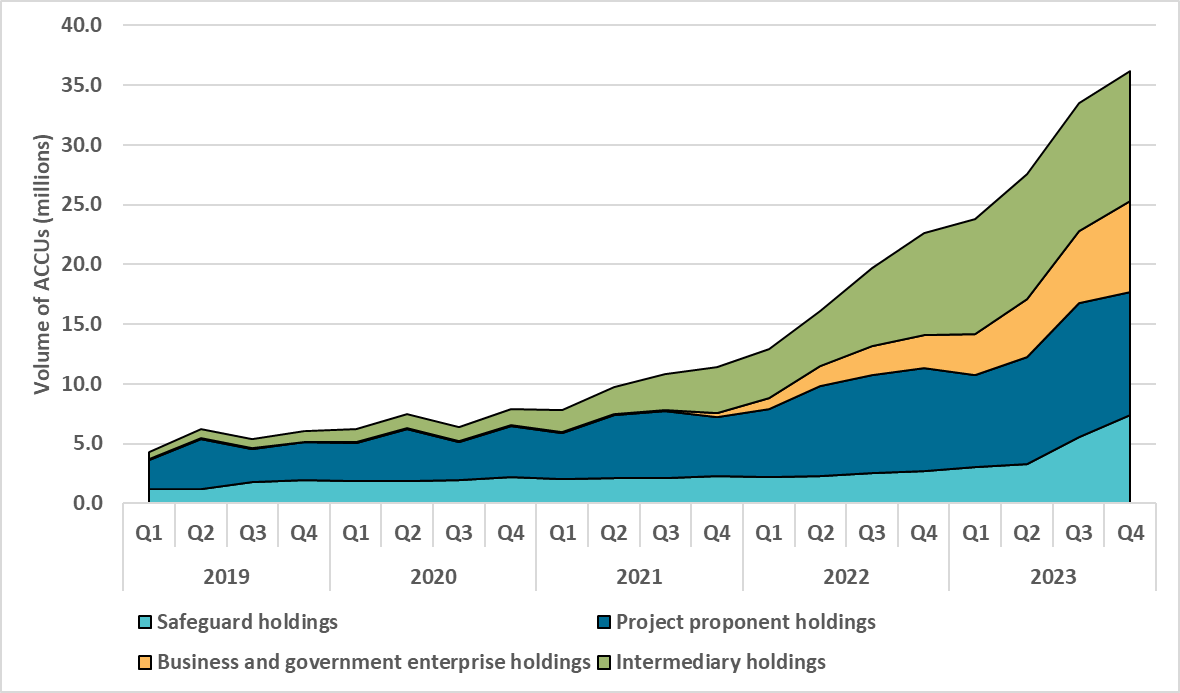 40.0
35.0
30.0
25.0
20.0
15.0
10.0
5.0
0.0
Volume of ACCUs (millions)
Q1 Q2 Q3 Q4 Q1 Q2 Q3 Q4 Q1 Q2 Q3 Q4 Q1 Q2 Q3 Q4 Q1 Q2 Q3 Q4
2019 2020 2021 2022 2023
Safeguard holdings Project proponent holdings
Business and government enterprise holdings Intermediary holdings